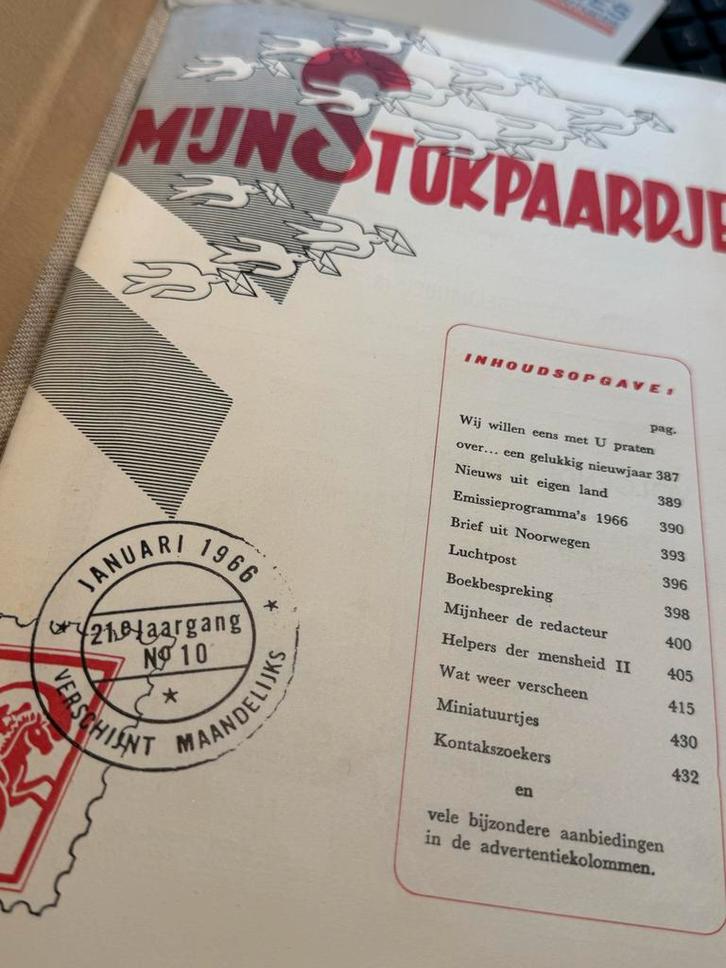 MIJN STOKPAARDJE
INHOUDSOPGAVE:
pag.
Wij willen eens met U praten
over... een gelukkig nieuwjaar 387
Nieuws uit eigen land 389
Emissieprogramma's 1966 390
Brief uit Noorwegen 393
Luchtpost 396
Boekbespreking 398
Mijnheer de redacteur 400
Helpers der mensheid II 405
Wat weer verscheen 415
Miniatuurtjes 430
Kontakszoekers 432
en
vele bijzondere aanbiedingen
in de advertentiekolommen.
JANUARI 1966
21e Jaargang
No 10
VERSCHIJNT MAANDELIJKS